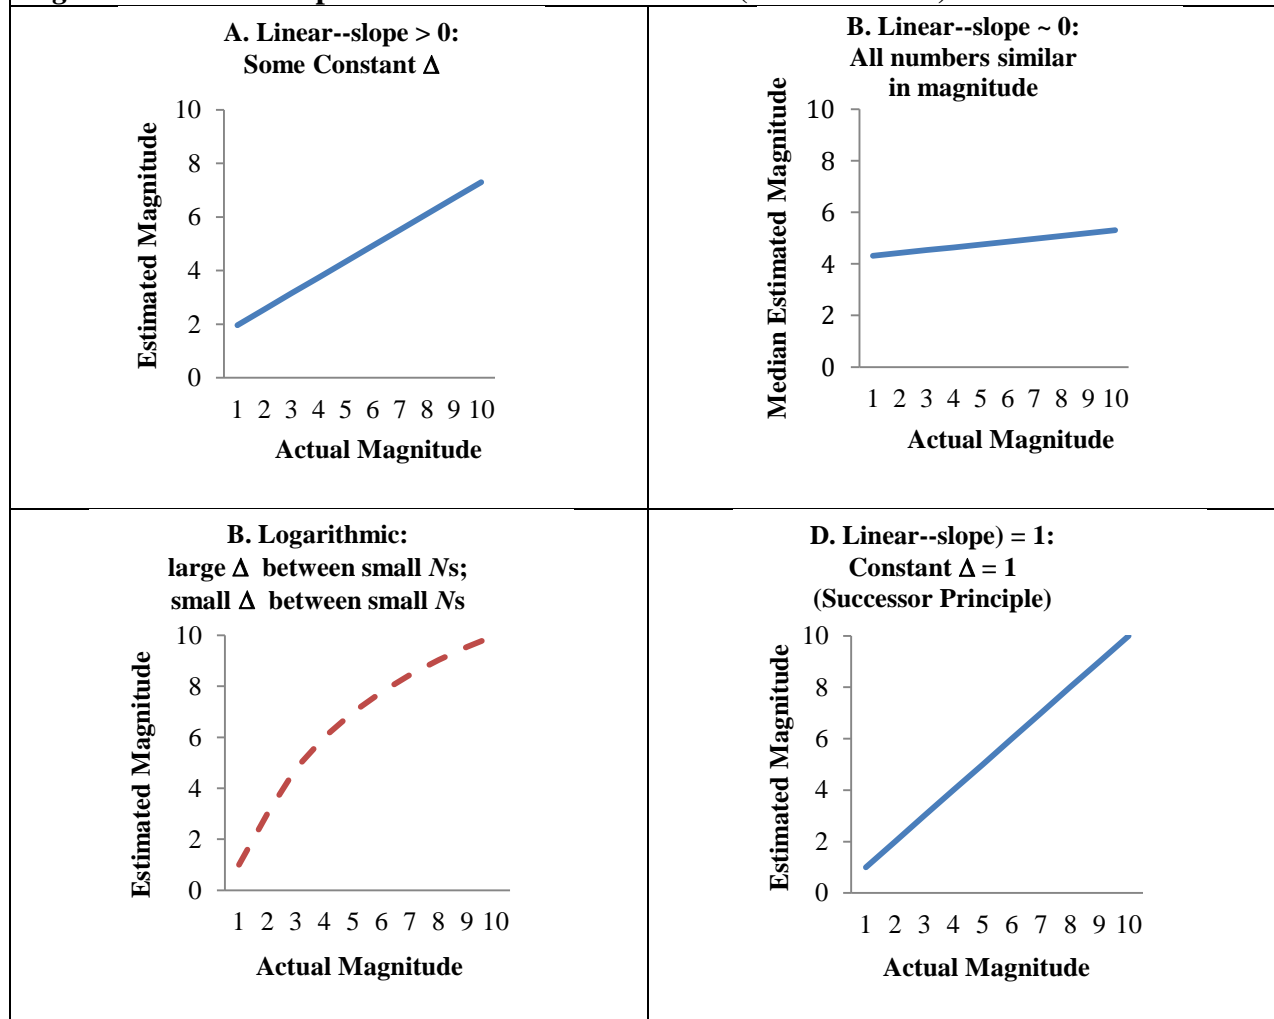 A. Linear--slope > 0:
Some Constant Δ
10
8
6
4
2
0
Estimated Magnitude
1 2 3 4 5 6 7 8 9 10
Actual Magnitude
B. Linear--slope ~ 0:
All numbers similar
in magnitude
10
8
6
4
2
0
Median Estimated Magnitude
1 2 3 4 5 6 7 8 9 10
Actual Magnitude
B. Logarithmic:
large Δ between small Ns;
small Δ between small Ns
10
8
6
4
2
0
Estimated Magnitude
1 2 3 4 5 6 7 8 9 10
Actual Magnitude
D. Linear--slope) = 1:
Constant Δ = 1
(Successor Principle)
10
8
6
4
2
0
Estimated Magnitude
1 2 3 4 5 6 7 8 9 10
Actual Magnitude